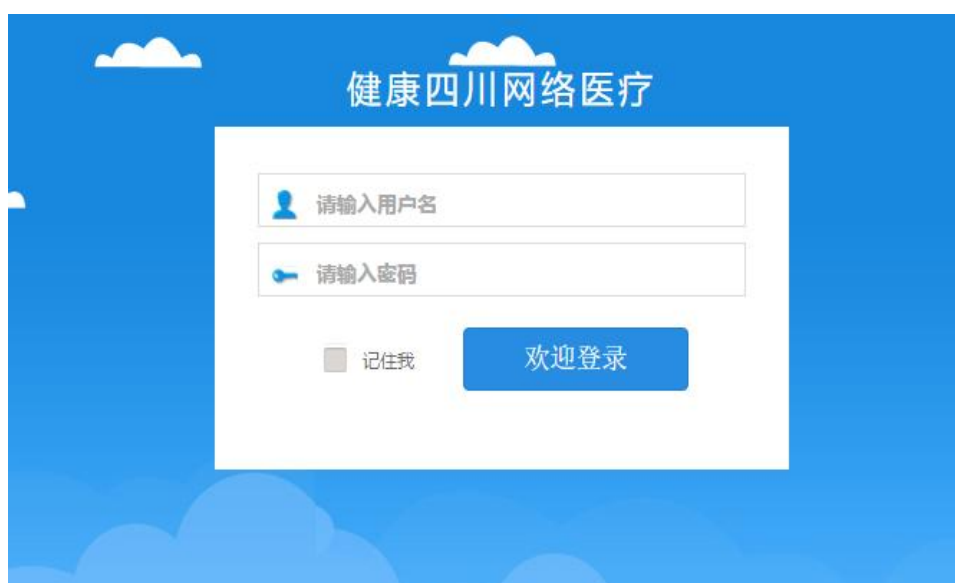 健康四川网络医疗
请输入用户名
请输入密码
记住我 欢迎登录